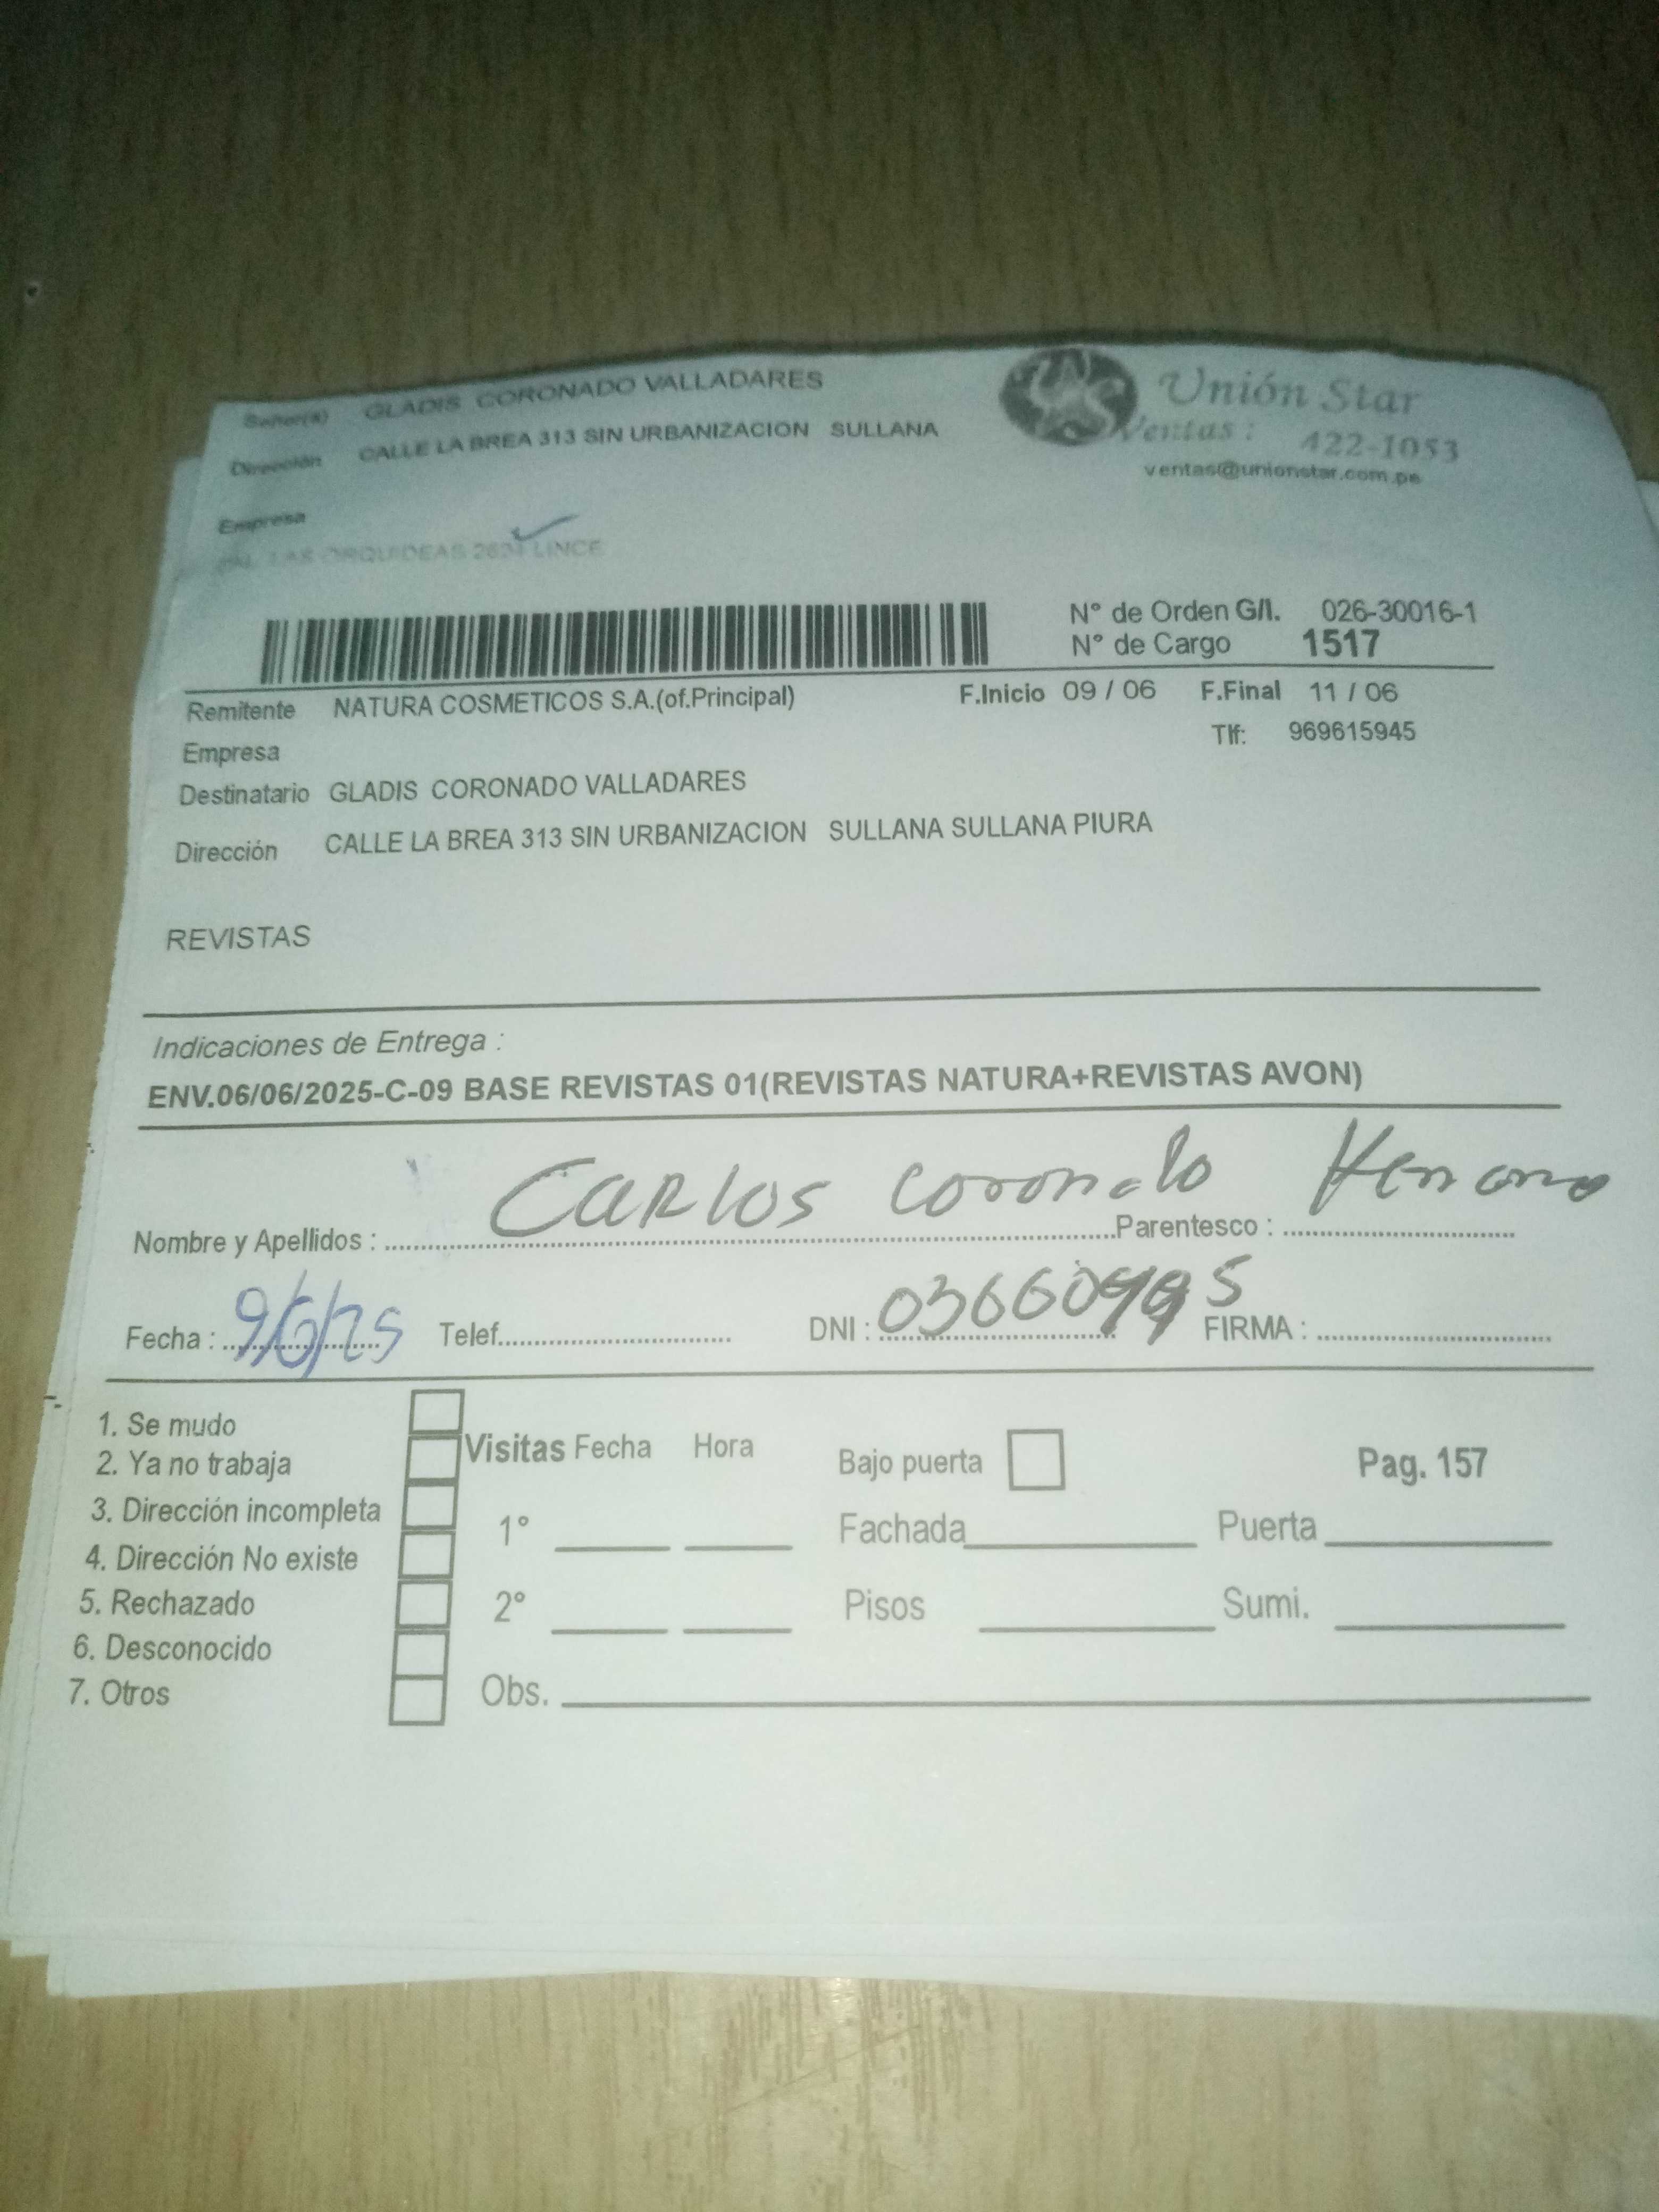 Señor(a) GLADIS CORONADO VALLADARES
Dirección CALLE LA BREA 313 SIN URBANIZACION SULLANA
Unión Star
Ventas : 422-1053
ventas@unionstar.com.pe
Empresa
LAS ORQUIDEAS LINCE
N° de Orden G/I. 026-30016-1
N° de Cargo 1517
Remitente NATURA COSMETICOS S.A.(of.Principal) F.Inicio 09 / 06 F.Final 11 / 06
Empresa Tlf: 969615945
Destinatario GLADIS CORONADO VALLADARES
Dirección CALLE LA BREA 313 SIN URBANIZACION SULLANA SULLANA PIURA
REVISTAS
Indicaciones de Entrega :
ENV.06/06/2025-C-09 BASE REVISTAS 01(REVISTAS NATURA+REVISTAS AVON)
Nombre y Apellidos : CARLOS Coronado Parentesco :
Fecha : 9/6/25 Telef. DNI : FIRMA :
1. Se mudo
2. Ya no trabaja
3. Dirección incompleta
4. Dirección No existe
5. Rechazado
6. Desconocido
7. Otros
Visitas Fecha Hora Bajo puerta Pag. 157
1° Fachada Puerta
2° Pisos Sumi.
Obs.